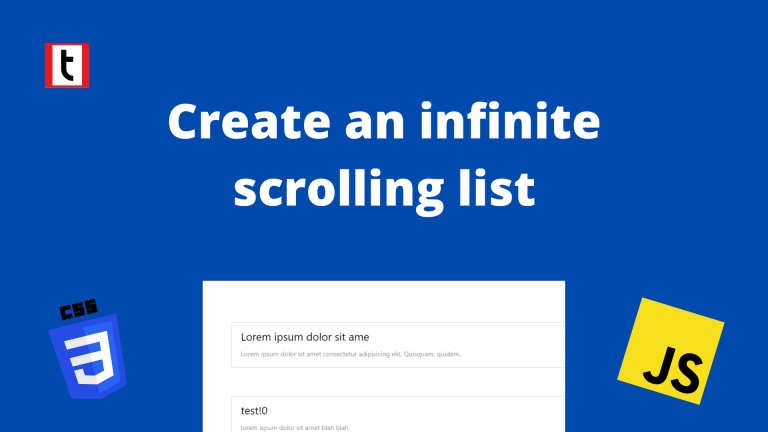 t
Create an infinite
scrolling list
CSS
3
JS
Lorem ipsum dolor sit ame
Lorem ipsum dolor sit amet consectetur adipisicing elit. Quisquam, quidem.
test!0
lorem ispum dolor sit amet blah blah